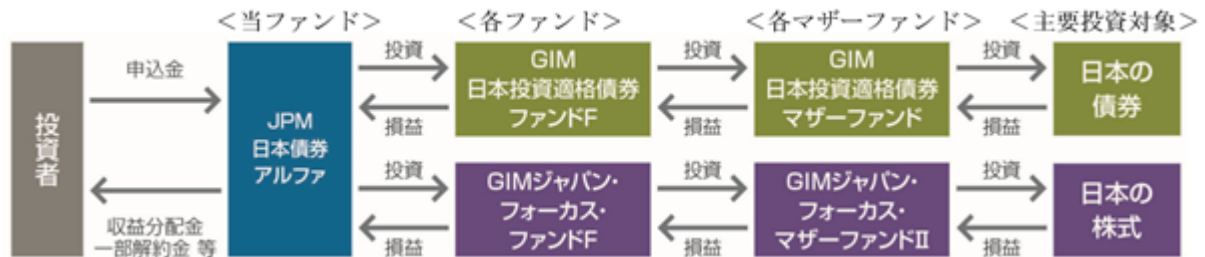 ＜当ファンド＞
＜各ファンド＞
＜各マザーファンド＞
＜主要投資対象＞
投資者
申込金
収益分配金
一部解約金 等
JPM
日本債券
アルファ
投資
損益
GIM
日本投資適格債券
ファンドF
投資
損益
GIM
日本投資適格債券
マザーファンド
投資
損益
日本の
債券
投資
損益
GIMジャパン・
フォーカス・
ファンドF
投資
損益
GIMジャパン・
フォーカス・
マザーファンドⅡ
投資
損益
日本の
株式